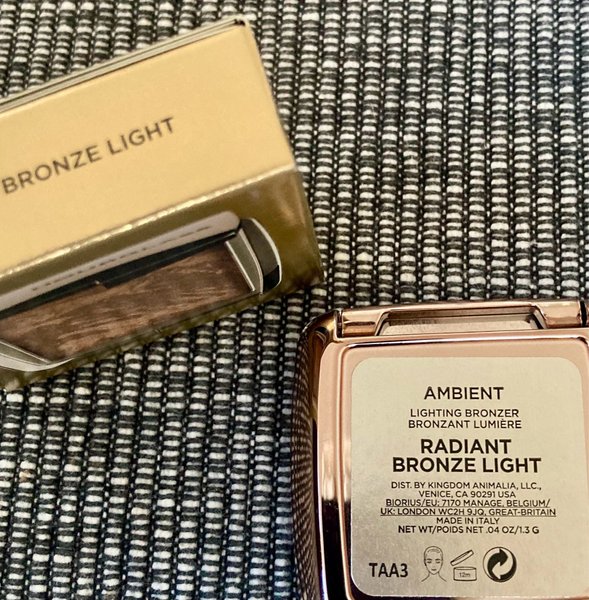 BRONZE LIGHT
AMBIENT
LIGHTING BRONZER
BRONZANT LUMIÈRE
RADIANT
BRONZE LIGHT
DIST. BY KINGDOM ANIMALIA, LLC.,
VENICE, CA 90291 USA
BIORIUS/EU: 7170 MANAGE, BELGIUM/
UK: LONDON WC2H 9JQ, GREAT-BRITAIN
MADE IN ITALY
NET WT/POIDS NET .04 OZ/1.3 G
TAA3
12m